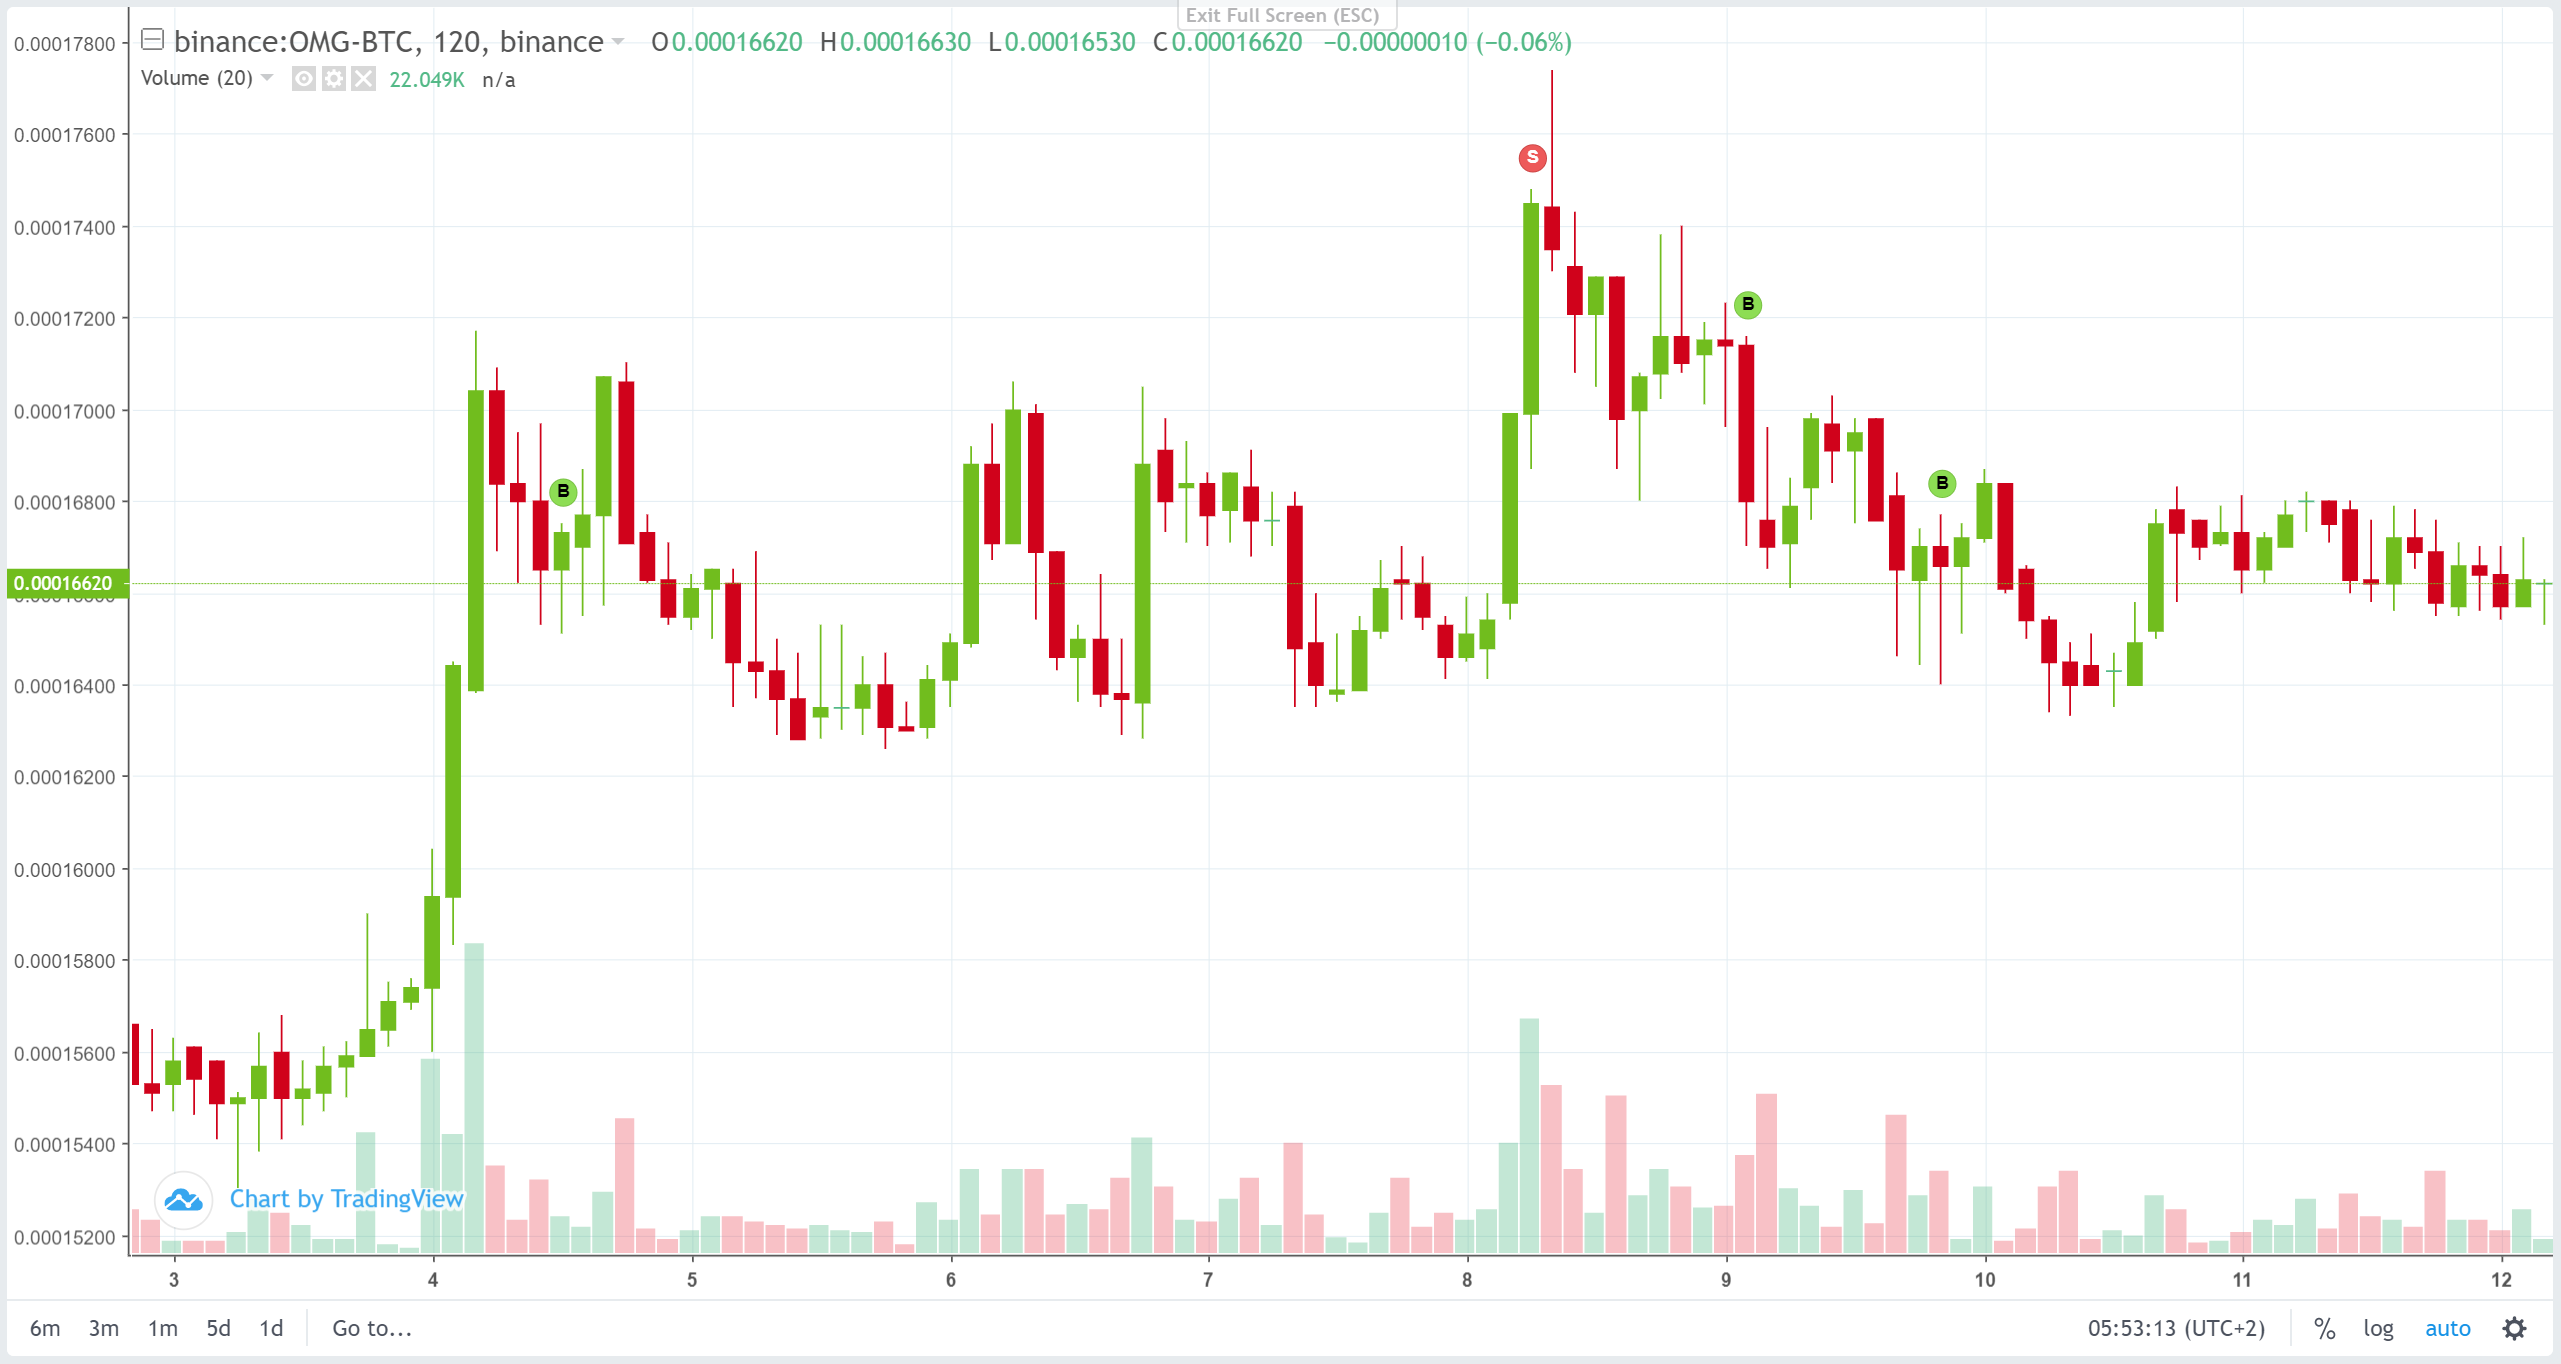 Exit Full Screen (ESC)
binance:OMG-BTC, 120, binance O0.00016620 H0.00016630 L0.00016530 C0.00016620 −0.00000010 (−0.06%)
Volume (20) 22.049K n/a
0.00017800
0.00017600
S
0.00017400
B
0.00017200
0.00017000
B
B
0.00016800
0.00016620
0.00016600
0.00016400
0.00016200
0.00016000
0.00015800
0.00015600
0.00015400
Chart by TradingView
0.00015200
3 4 5 6 7 8 9 10 11 12
6m 3m 1m 5d 1d Go to... 05:53:13 (UTC+2) % log auto